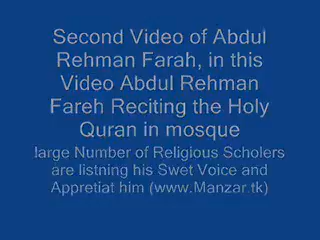 Second Video of Abdul
Rehman Farah, in this
Video Abdul Rehman
Fareh Reciting the Holy
Quran in mosque
large Number of Religious Scholers
are listning his Swet Voice and
Appretiat him (www.Manzar.tk)